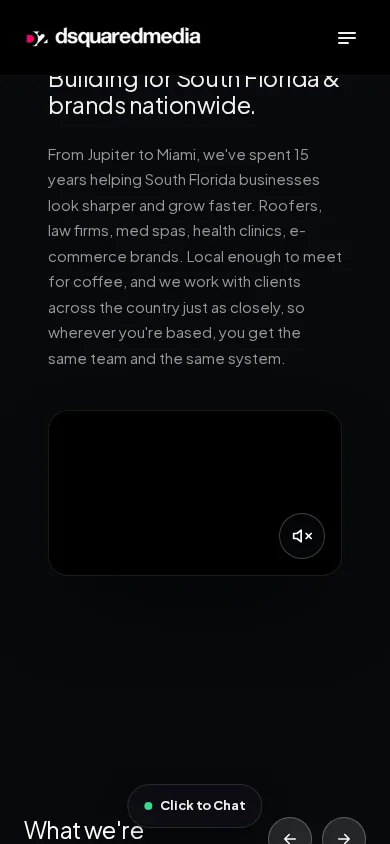 dsquaredmedia
Building for South Florida &
brands nationwide.
From Jupiter to Miami, we've spent 15
years helping South Florida businesses
look sharper and grow faster. Roofers,
law firms, med spas, health clinics, e-
commerce brands. Local enough to meet
for coffee, and we work with clients
across the country just as closely, so
wherever you're based, you get the
same team and the same system.
Click to Chat
What we're